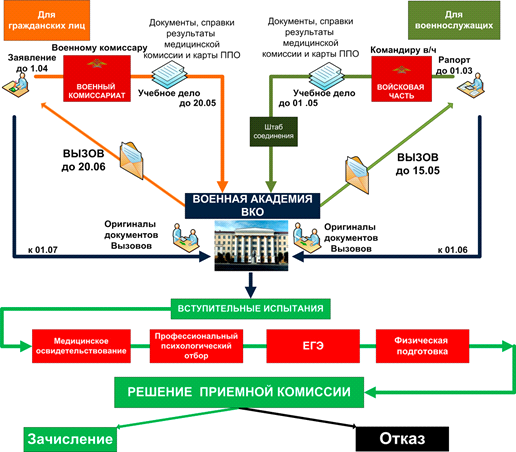 Для
гражданских лиц
Документы, справки
результаты
медицинской
комиссии и карты ППО
Документы, справки
результаты
медицинской
комиссии и карты ППО
Для
военнослужащих
Заявление
до 1.04
Военному комиссару
ВОЕННЫЙ
КОМИССАРИАТ
Учебное дело
до 20.05
Учебное дело
до 01 .05
Командиру в/ч
ВОЙСКОВАЯ
ЧАСТЬ
Рапорт
до 01.03
Штаб
соединения
ВЫЗОВ
до 20.06
ВЫЗОВ
до 15.05
ВОЕННАЯ АКАДЕМИЯ
ВКО
Оригиналы
документов
Вызовов
Оригиналы
документов
Вызовов
к 01.07
к 01.06
ВСТУПИТЕЛЬНЫЕ ИСПЫТАНИЯ
Медицинское
освидетельствование
Профессиональный
психологический
отбор
ЕГЭ
Физическая
подготовка
РЕШЕНИЕ ПРИЕМНОЙ КОМИССИИ
Зачисление
Отказ